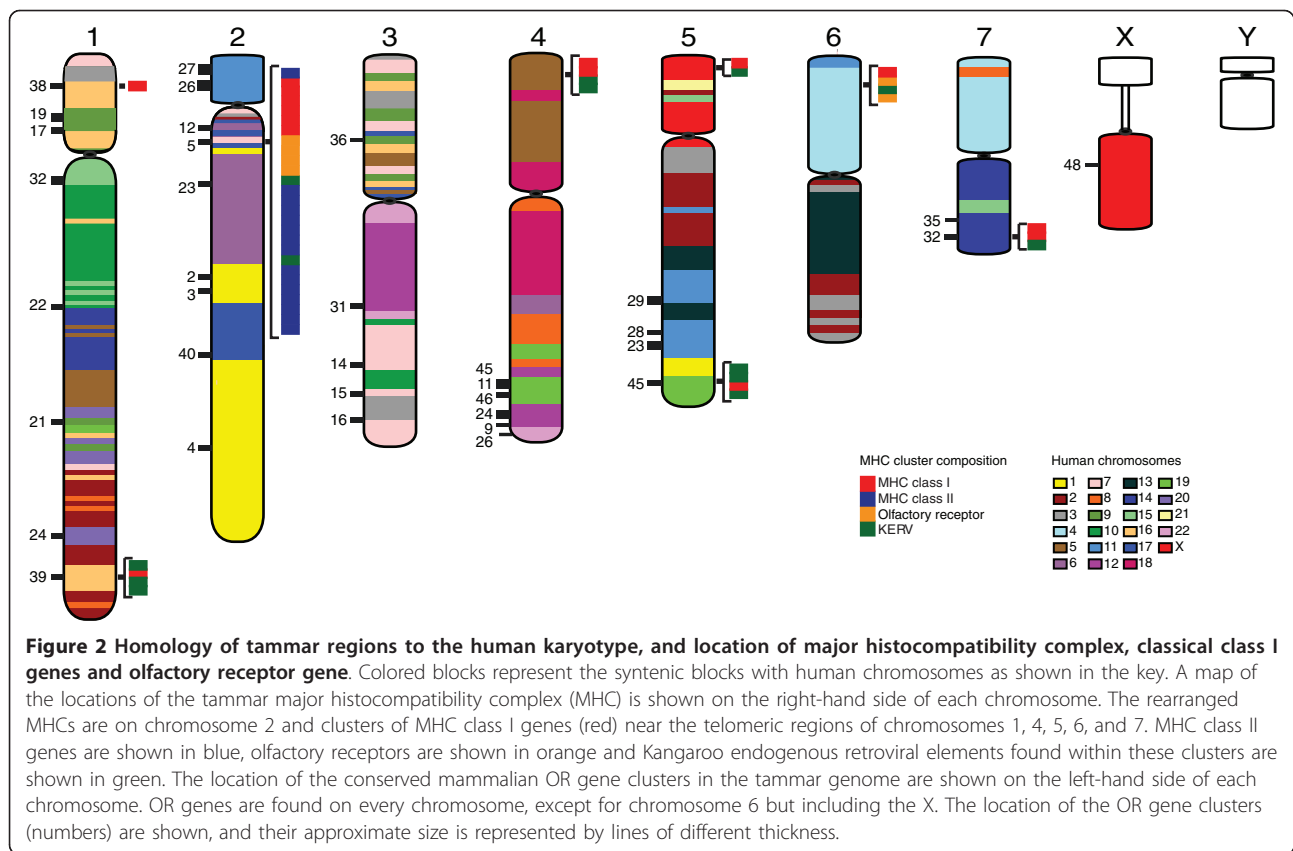 1 2 3 4 5 6 7 X Y
38
19
17
32
22
21
24
39
27
26
12
5
23
2
3
40
4
36
31
14
15
16
45
11
46
24
9
26
29
28
23
45
35
32
48
MHC cluster composition
MHC class I
MHC class II
Olfactory receptor
KERV
Human chromosomes
1 7 13 19
2 8 14 20
3 9 15 21
4 10 16 22
5 11 17 X
6 12 18
Figure 2 Homology of tammar regions to the human karyotype, and location of major histocompatibility complex, classical class I
genes and olfactory receptor gene. Colored blocks represent the syntenic blocks with human chromosomes as shown in the key. A map of
the locations of the tammar major histocompatibility complex (MHC) is shown on the right-hand side of each chromosome. The rearranged
MHCs are on chromosome 2 and clusters of MHC class I genes (red) near the telomeric regions of chromosomes 1, 4, 5, 6, and 7. MHC class II
genes are shown in blue, olfactory receptors are shown in orange and Kangaroo endogenous retroviral elements found within these clusters are
shown in green. The location of the conserved mammalian OR gene clusters in the tammar genome are shown on the left-hand side of each
chromosome. OR genes are found on every chromosome, except for chromosome 6 but including the X. The location of the OR gene clusters
(numbers) are shown, and their approximate size is represented by lines of different thickness.